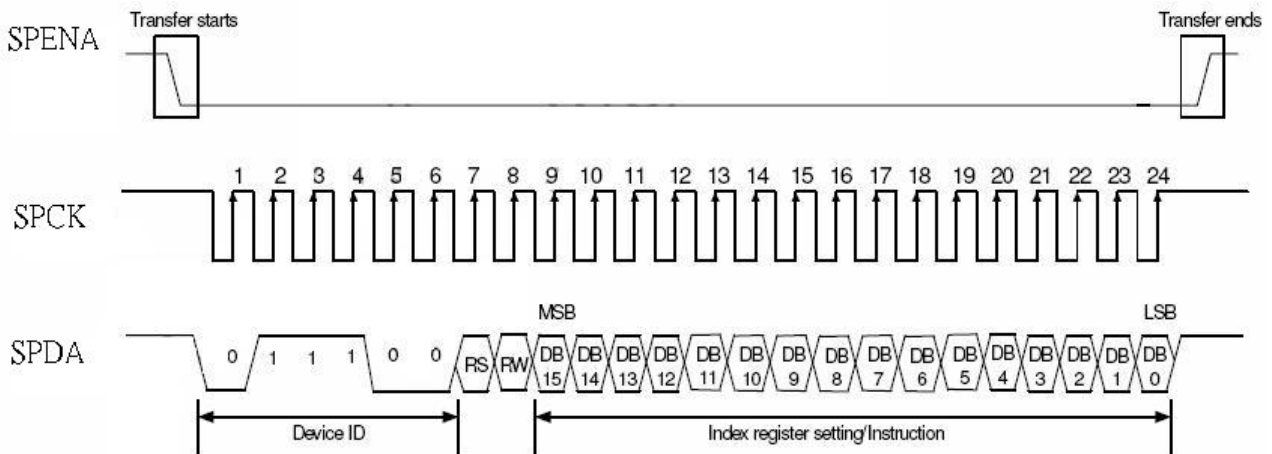 Transfer starts Transfer ends
SPENA
1 2 3 4 5 6 7 8 9 10 11 12 13 14 15 16 17 18 19 20 21 22 23 24
SPCK
MSB LSB
SPDA
0 1 1 1 0 0 RS RW DB DB DB DB DB DB DB DB DB DB DB DB DB DB DB DB
15 14 13 12 11 10 9 8 7 6 5 4 3 2 1 0
Device ID Index register setting/Instruction